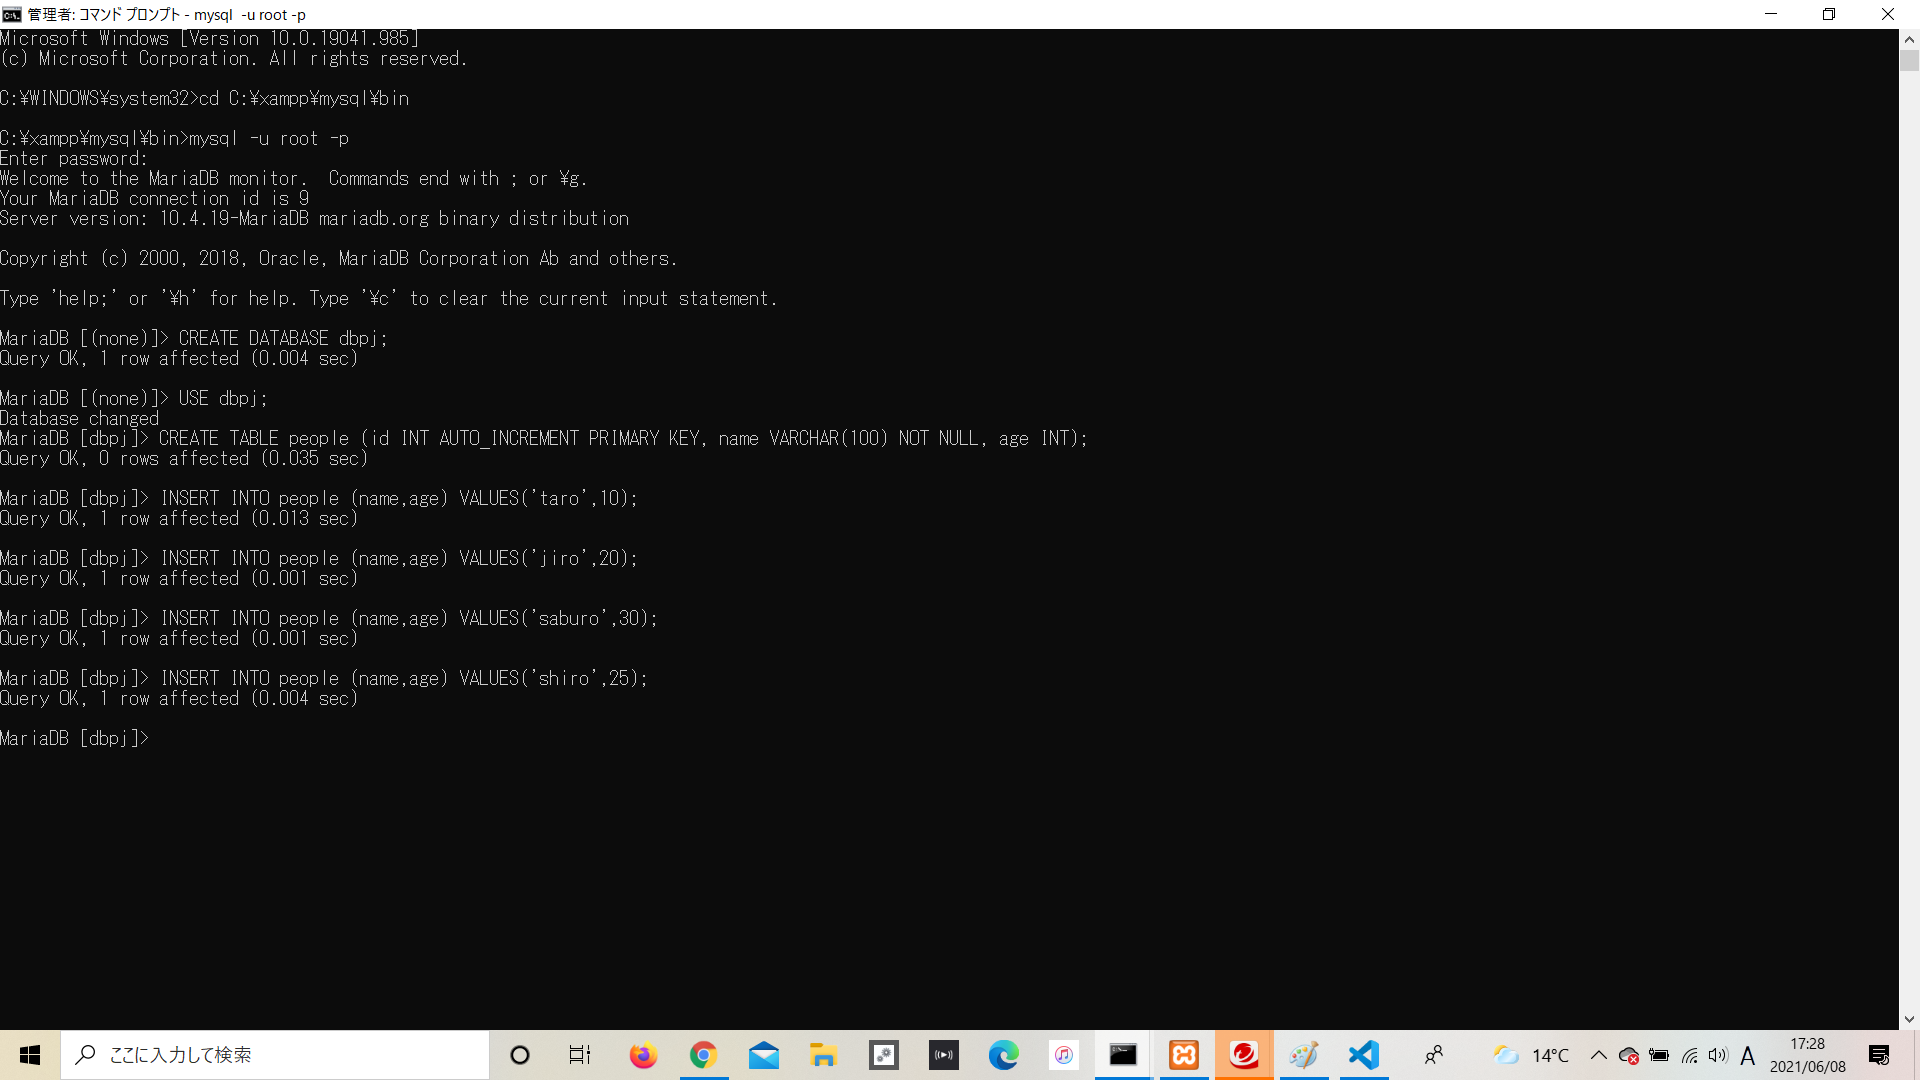 管理者: コマンド プロンプト - mysql  -u root -p
Microsoft Windows [Version 10.0.19041.985]
(c) Microsoft Corporation. All rights reserved.
C:¥WINDOWS¥system32>cd C:¥xampp¥mysql¥bin
C:¥xampp¥mysql¥bin>mysql -u root -p
Enter password:
Welcome to the MariaDB monitor.  Commands end with ; or ¥g.
Your MariaDB connection id is 9
Server version: 10.4.19-MariaDB mariadb.org binary distribution
Copyright (c) 2000, 2018, Oracle, MariaDB Corporation Ab and others.
Type 'help;' or '¥h' for help. Type '¥c' to clear the current input statement.
MariaDB [(none)]> CREATE DATABASE dbpj;
Query OK, 1 row affected (0.004 sec)
MariaDB [(none)]> USE dbpj;
Database changed
MariaDB [dbpj]> CREATE TABLE people (id INT AUTO_INCREMENT PRIMARY KEY, name VARCHAR(100) NOT NULL, age INT);
Query OK, 0 rows affected (0.035 sec)
MariaDB [dbpj]> INSERT INTO people (name,age) VALUES('taro',10);
Query OK, 1 row affected (0.013 sec)
MariaDB [dbpj]> INSERT INTO people (name,age) VALUES('jiro',20);
Query OK, 1 row affected (0.001 sec)
MariaDB [dbpj]> INSERT INTO people (name,age) VALUES('saburo',30);
Query OK, 1 row affected (0.001 sec)
MariaDB [dbpj]> INSERT INTO people (name,age) VALUES('shiro',25);
Query OK, 1 row affected (0.004 sec)
MariaDB [dbpj]>
ここに入力して検索
14°C
A
17:28
2021/06/08